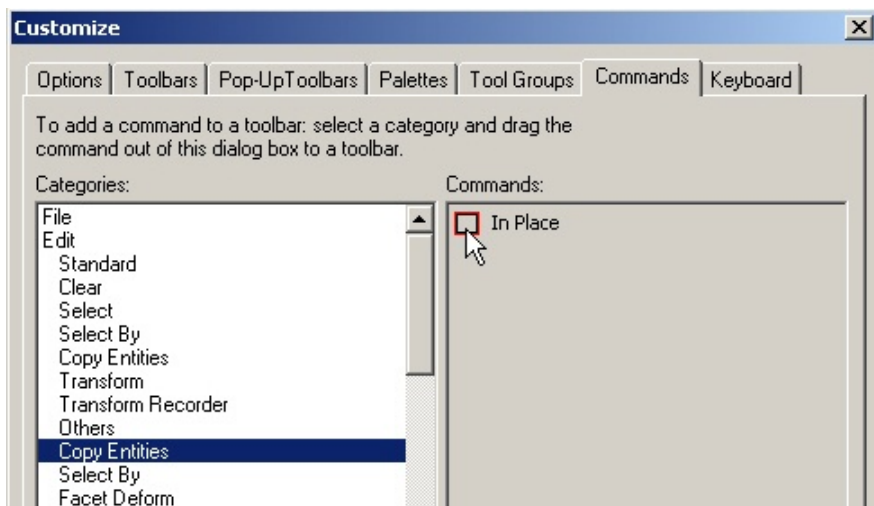 Customize
Options Toolbars Pop-UpToolbars Palettes Tool Groups Commands Keyboard
To add a command to a toolbar: select a category and drag the
command out of this dialog box to a toolbar.
Categories: Commands:
File
Edit
Standard
Clear
Select
Select By
Copy Entities
Transform
Transform Recorder
Others
Copy Entities
Select By
Facet Deform
In Place